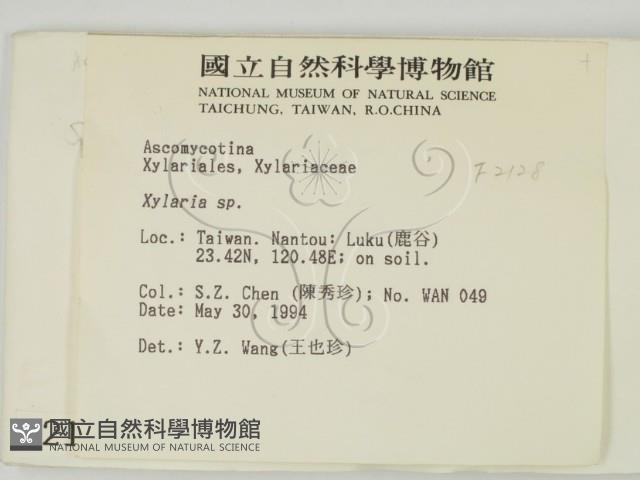 國立自然科學博物館
NATIONAL MUSEUM OF NATURAL SCIENCE
TAICHUNG, TAIWAN, R.O.CHINA
Ascomycotina
Xylariales, Xylariaceae
F2128
Xylaria sp.
Loc.: Taiwan. Nantou: Luku(鹿谷)
23.42N, 120.48E; on soil.
Col.: S.Z. Chen (陳秀珍); No. WAN 049
Date: May 30, 1994
Det.: Y.Z. Wang(王也珍)
21
國立自然科學博物館
NATIONAL MUSEUM OF NATURAL SCIENCE